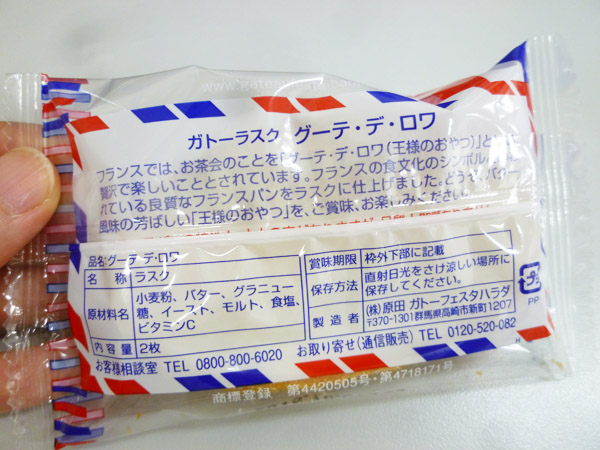 ガトーラスク グーテ・デ・ロワ
フランスでは、お茶会のことを「グーテ・デ・ロワ(王様のおやつ)」と
贅沢で楽しいこととされています。フランスの食文化のシンボル
れている良質なフランスパンをラスクに仕上げました。どうぞ、バター
風味の芳ばしい「王様のおやつ」を、ご賞味、お楽しみください。
品名:グーテ デ ロワ
名 称 ラスク
原材料名 小麦粉、バター、グラニュー
糖、イースト、モルト、食塩、
ビタミンC
内容量 2枚
お客様相談室 TEL 0800-800-6020
賞味期限 枠外下部に記載
保存方法 直射日光をさけ涼しい場所に
保存してください。
製造者 (株)原田 ガトーフェスタハラダ
〒370-1301群馬県高崎市新町1207
お取り寄せ(通信販売) TEL 0120-520-082
プラ
PP
商標登録 第4420505号・第4718171号